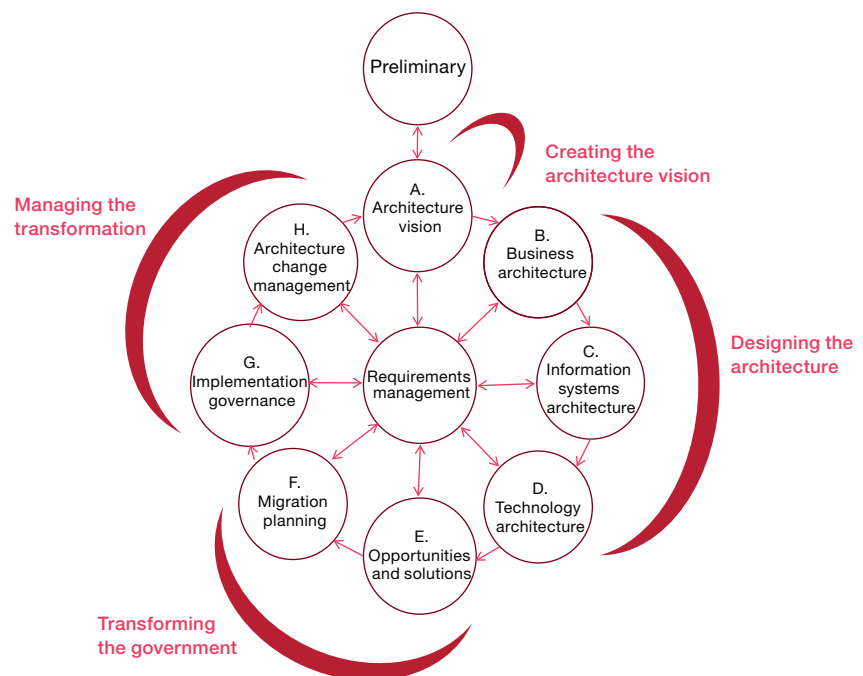 Preliminary
Creating the
architecture vision
Managing the
transformation
A.
Architecture
vision
H.
Architecture
change
management
B.
Business
architecture
Designing the
architecture
G.
Implementation
governance
Requirements
management
C.
Information
systems
architecture
F.
Migration
planning
D.
Technology
architecture
E.
Opportunities
and solutions
Transforming
the government